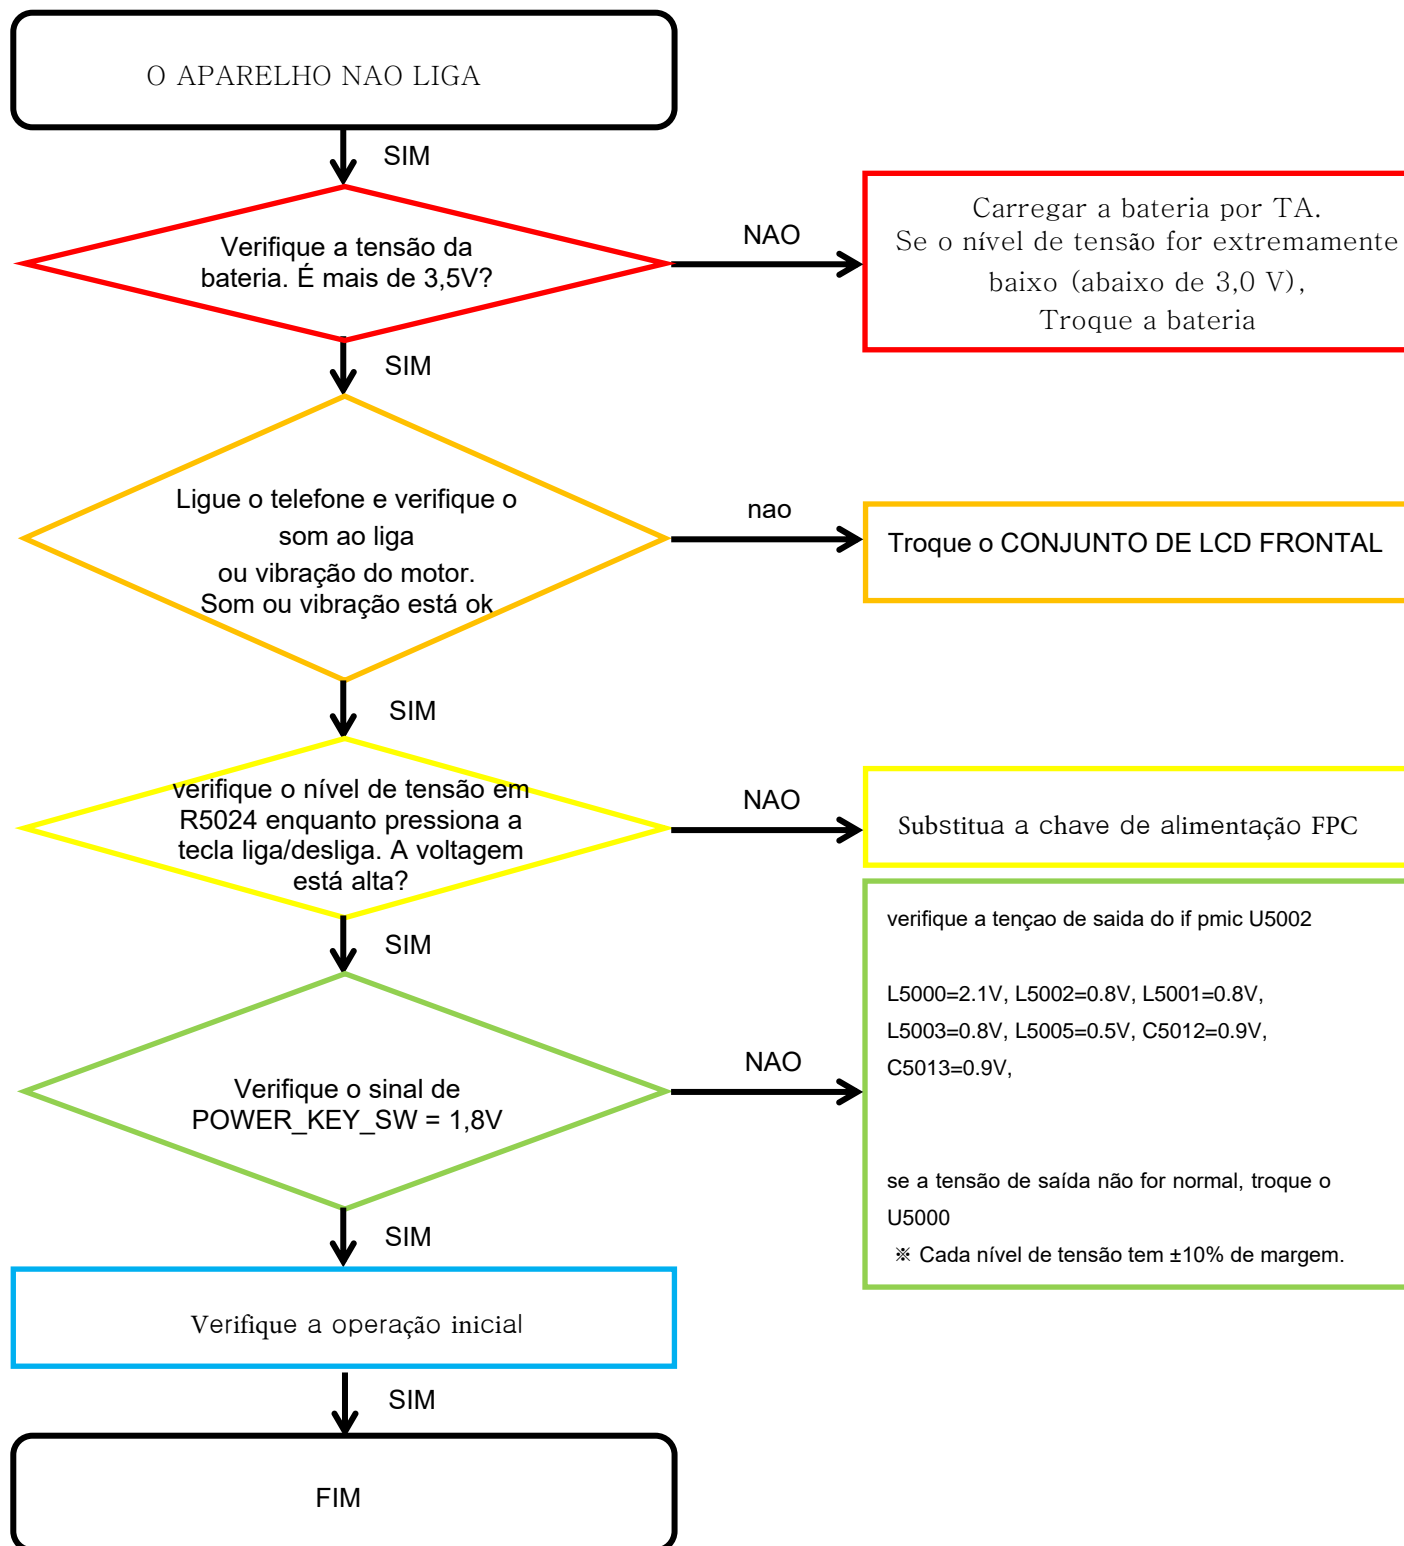 O APARELHO NAO LIGA
SIM
Verifique a tensão da
bateria. É mais de 3,5V?
NAO
Carregar a bateria por TA.
Se o nível de tensão for extremamente
baixo (abaixo de 3,0 V),
Troque a bateria
SIM
Ligue o telefone e verifique o
som ao liga
ou vibração do motor.
Som ou vibração está ok
nao
Troque o CONJUNTO DE LCD FRONTAL
SIM
verifique o nível de tensão em
R5024 enquanto pressiona a
tecla liga/desliga. A voltagem
está alta?
NAO
Substitua a chave de alimentação FPC
SIM
Verifique o sinal de
POWER_KEY_SW = 1,8V
NAO
verifique a tençao de saida do if pmic U5002
L5000=2.1V, L5002=0.8V, L5001=0.8V,
L5003=0.8V, L5005=0.5V, C5012=0.9V,
C5013=0.9V,
se a tensão de saída não for normal, troque o
U5000
※ Cada nível de tensão tem ±10% de margem.
SIM
Verifique a operação inicial
SIM
FIM